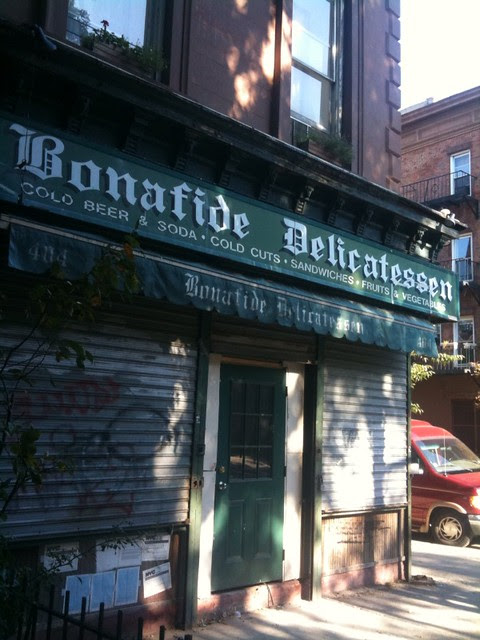 Bonafide Delicatessen
COLD BEER & SODA • COLD CUTS • SANDWICHES • FRUITS & VEGETABLES
404
Bonafide Delicatessen